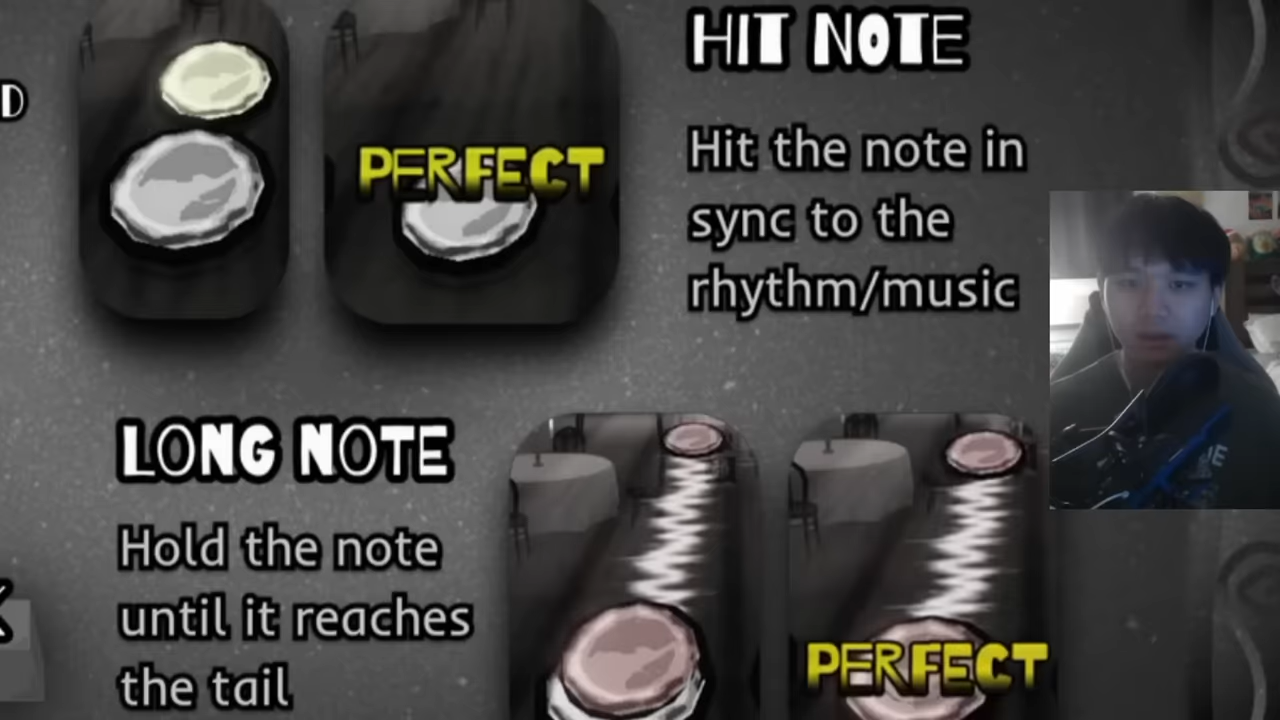 D
PERFECT
HIT NOTE
Hit the note in
sync to the
rhythm/music
LONG NOTE
Hold the note
until it reaches
the tail
PERFECT